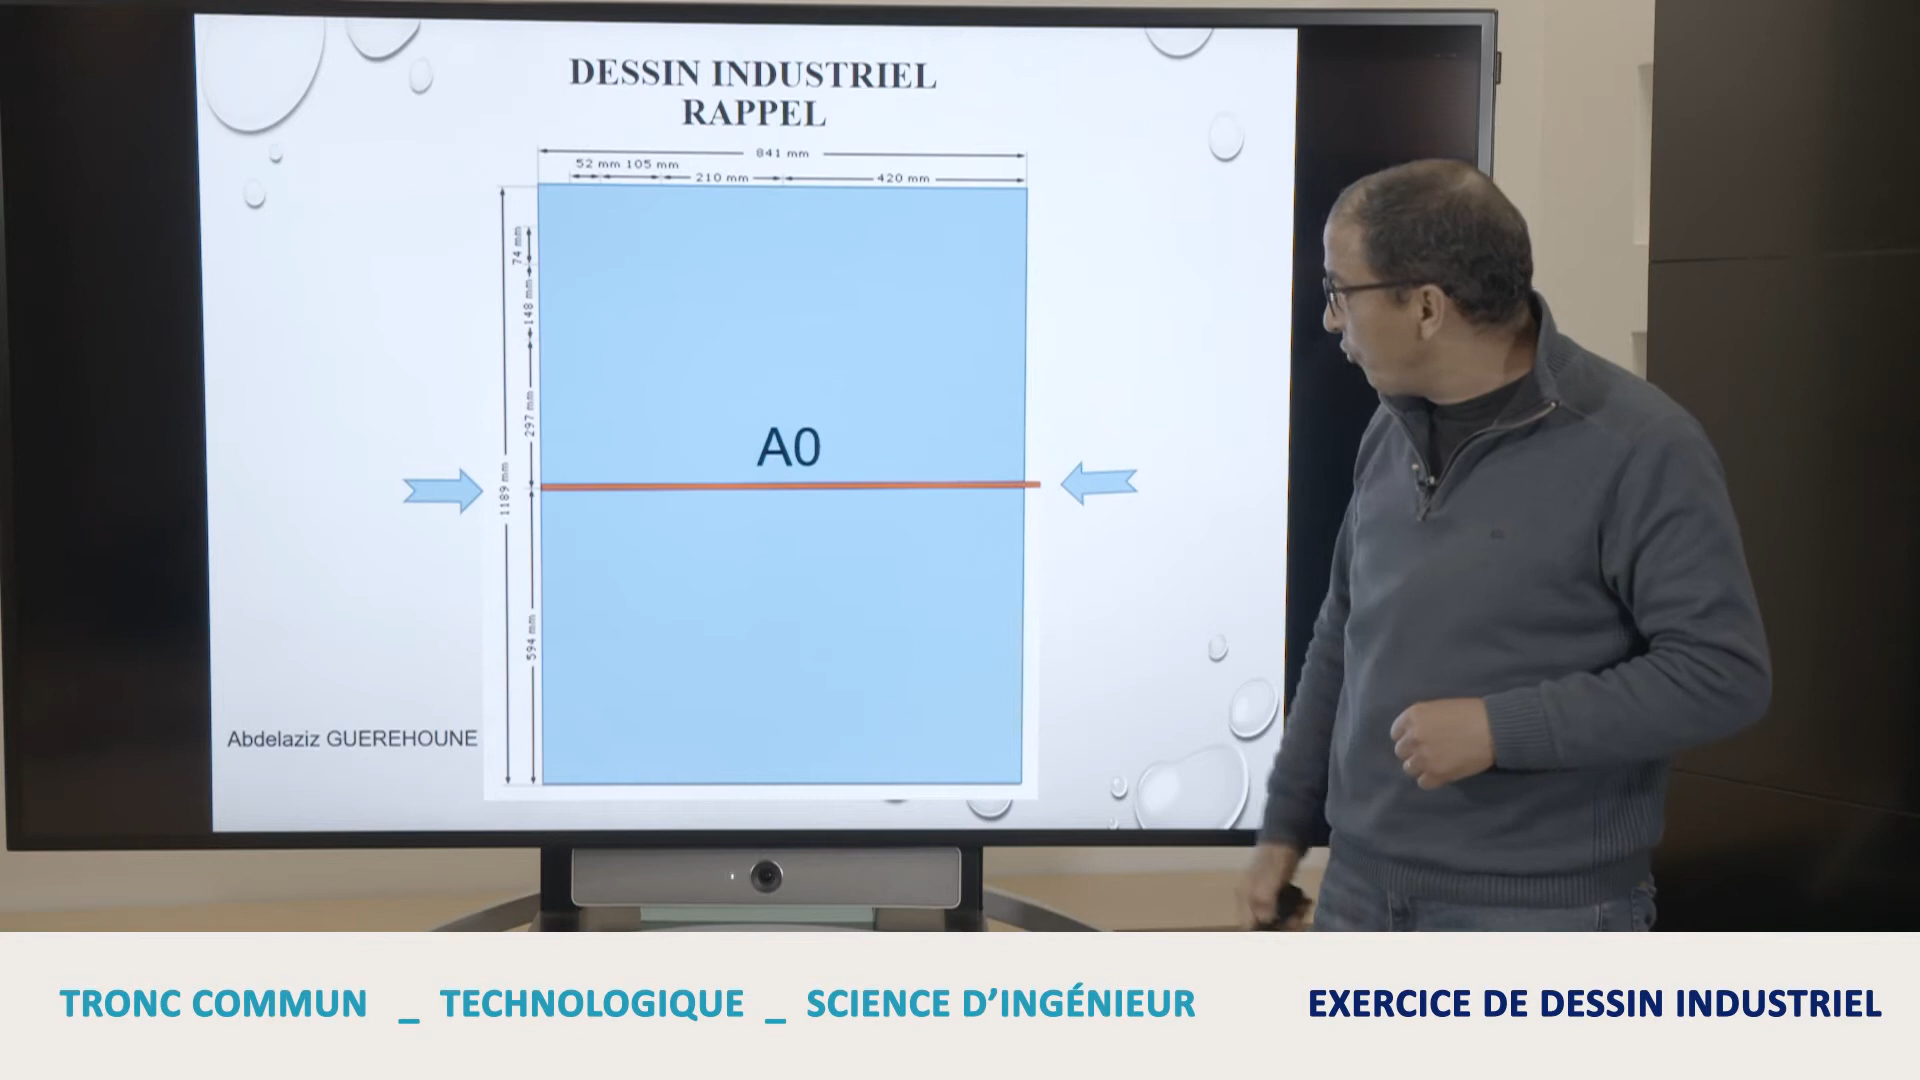 DESSIN INDUSTRIEL
RAPPEL
841 mm
52 mm 105 mm
210 mm
420 mm
74 mm
148 mm
297 mm
1189 mm
594 mm
A0
Abdelaziz GUEREHOUNE
TRONC COMMUN _ TECHNOLOGIQUE _ SCIENCE D’INGÉNIEUR
EXERCICE DE DESSIN INDUSTRIEL